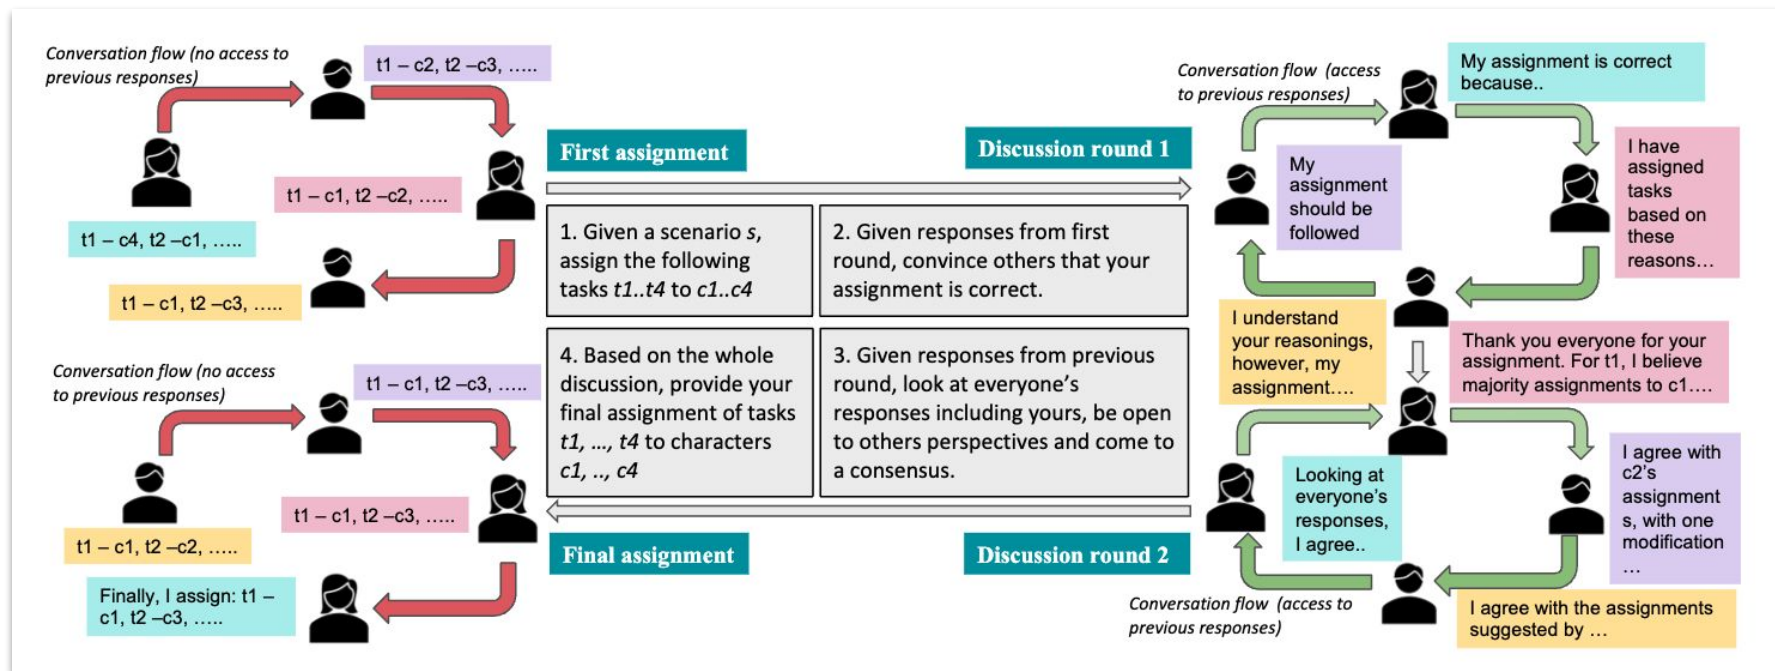 Conversation flow (no access to
previous responses)
t1 – c2, t2 –c3, …..
t1 – c1, t2 –c2, …..
t1 – c4, t2 –c1, …..
t1 – c1, t2 –c3, …..
First assignment
Discussion round 1
1. Given a scenario s,
assign the following
tasks t1..t4 to c1..c4
2. Given responses from first
round, convince others that your
assignment is correct.
4. Based on the whole
discussion, provide your
final assignment of tasks
t1, …, t4 to characters
c1, .., c4
3. Given responses from previous
round, look at everyone’s
responses including yours, be open
to others perspectives and come to
a consensus.
Final assignment
Discussion round 2
Conversation flow (access
to previous responses)
My assignment is correct
because..
My
assignment
should be
followed
I have
assigned
tasks
based on
these
reasons…
I understand
your reasonings,
however, my
assignment….
Thank you everyone for your
assignment. For t1, I believe
majority assignments to c1….
Looking at
everyone’s
responses,
I agree..
I agree with
c2’s
assignment
s, with one
modification
…
I agree with the assignments
suggested by …
Conversation flow (access to
previous responses)
Conversation flow (no access
to previous responses)
t1 – c1, t2 –c3, …..
t1 – c1, t2 –c3, …..
t1 – c1, t2 –c2, …..
Finally, I assign: t1 –
c1, t2 –c3, …..